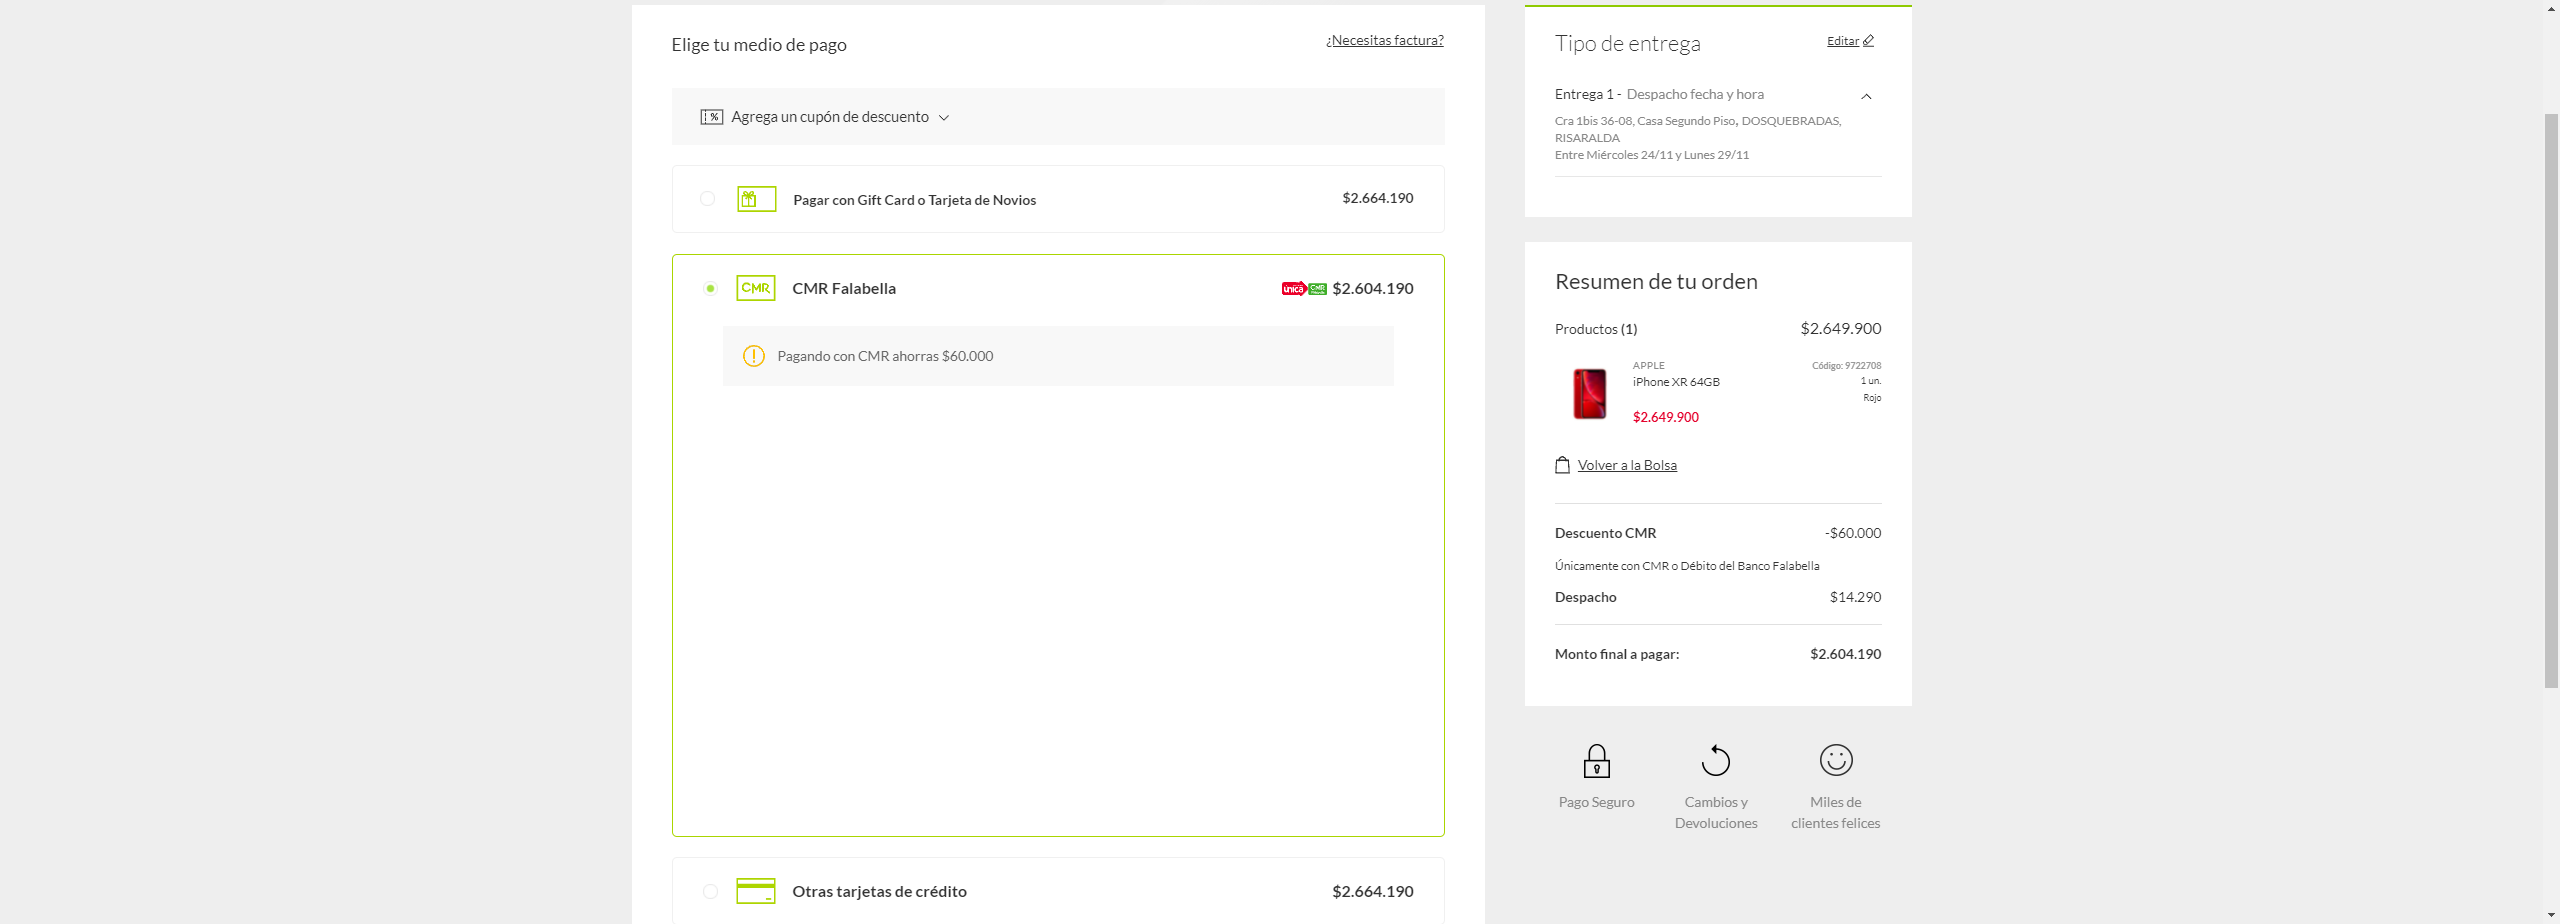 Elige tu medio de pago
¿Necesitas factura?
% Agrega un cupón de descuento
Pagar con Gift Card o Tarjeta de Novios
$2.664.190
CMR
CMR Falabella
unica CMR
$2.604.190
Pagando con CMR ahorras $60.000
Otras tarjetas de crédito
$2.664.190
Tipo de entrega
Editar
Entrega 1 - Despacho fecha y hora
Cra 1bis 36-08, Casa Segundo Piso, DOSQUEBRADAS,
RISARALDA
Entre Miércoles 24/11 y Lunes 29/11
Resumen de tu orden
Productos (1)
$2.649.900
APPLE
Código: 9722708
iPhone XR 64GB
1 un.
Rojo
$2.649.900
Volver a la Bolsa
Descuento CMR
-$60.000
Únicamente con CMR o Débito del Banco Falabella
Despacho
$14.290
Monto final a pagar:
$2.604.190
Pago Seguro
Cambios y
Devoluciones
Miles de
clientes felices